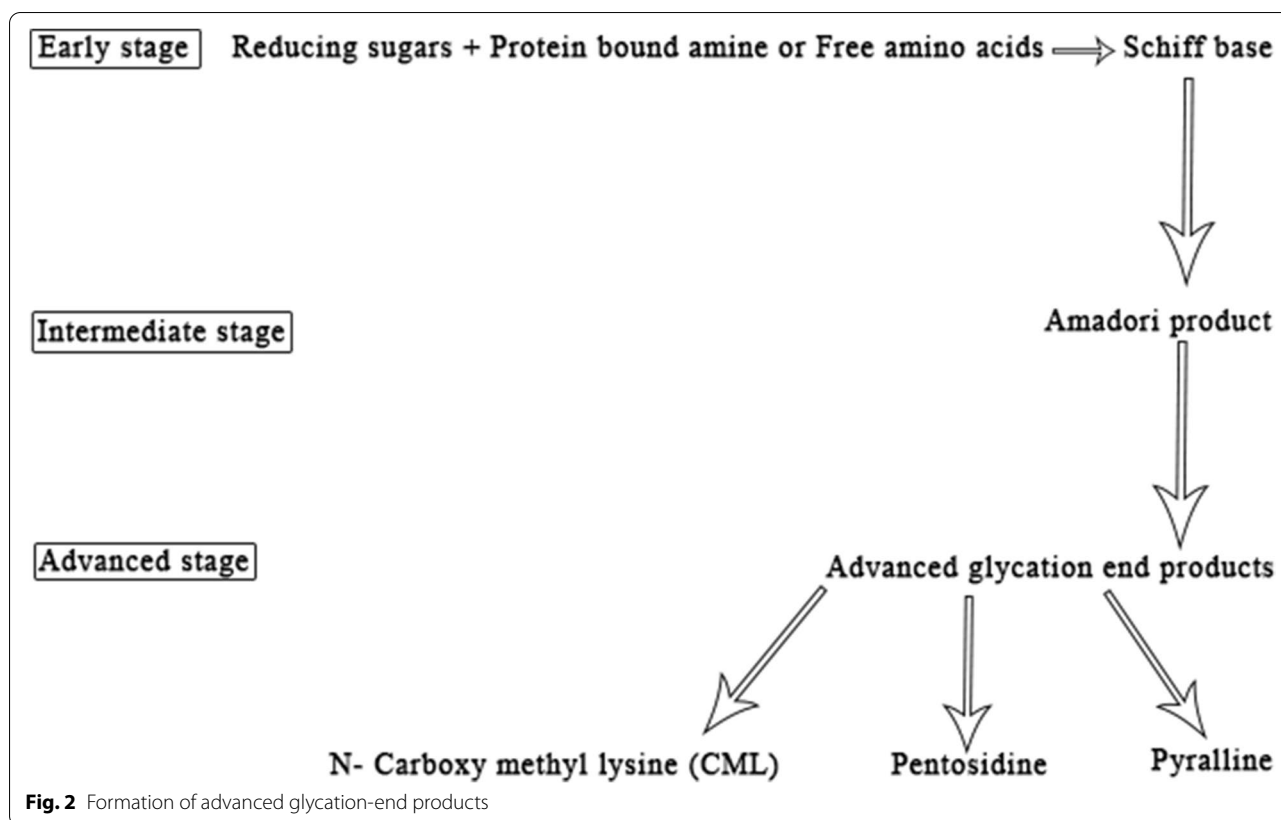 Early stage Reducing sugars + Protein bound amine or Free amino acids Schiff base
Intermediate stage Amadori product
Advanced stage Advanced glycation end products
N- Carboxy methyl lysine (CML) Pentosidine Pyralline
Fig. 2 Formation of advanced glycation-end products